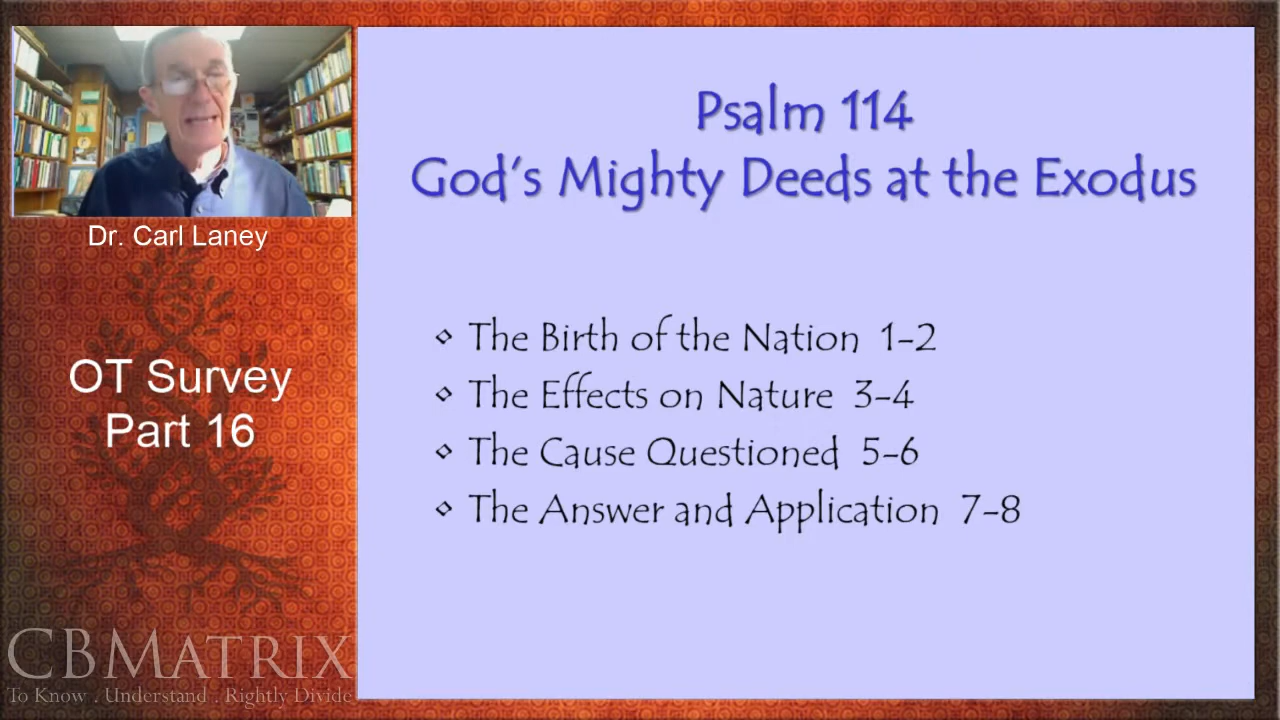 Psalm 114
God's Mighty Deeds at the Exodus
Dr. Carl Laney
OT Survey
Part 16
◇ The Birth of the Nation 1-2
◇ The Effects on Nature 3-4
◇ The Cause Questioned 5-6
◇ The Answer and Application 7-8
CBMATRIX
To Know . Understand . Rightly Divide